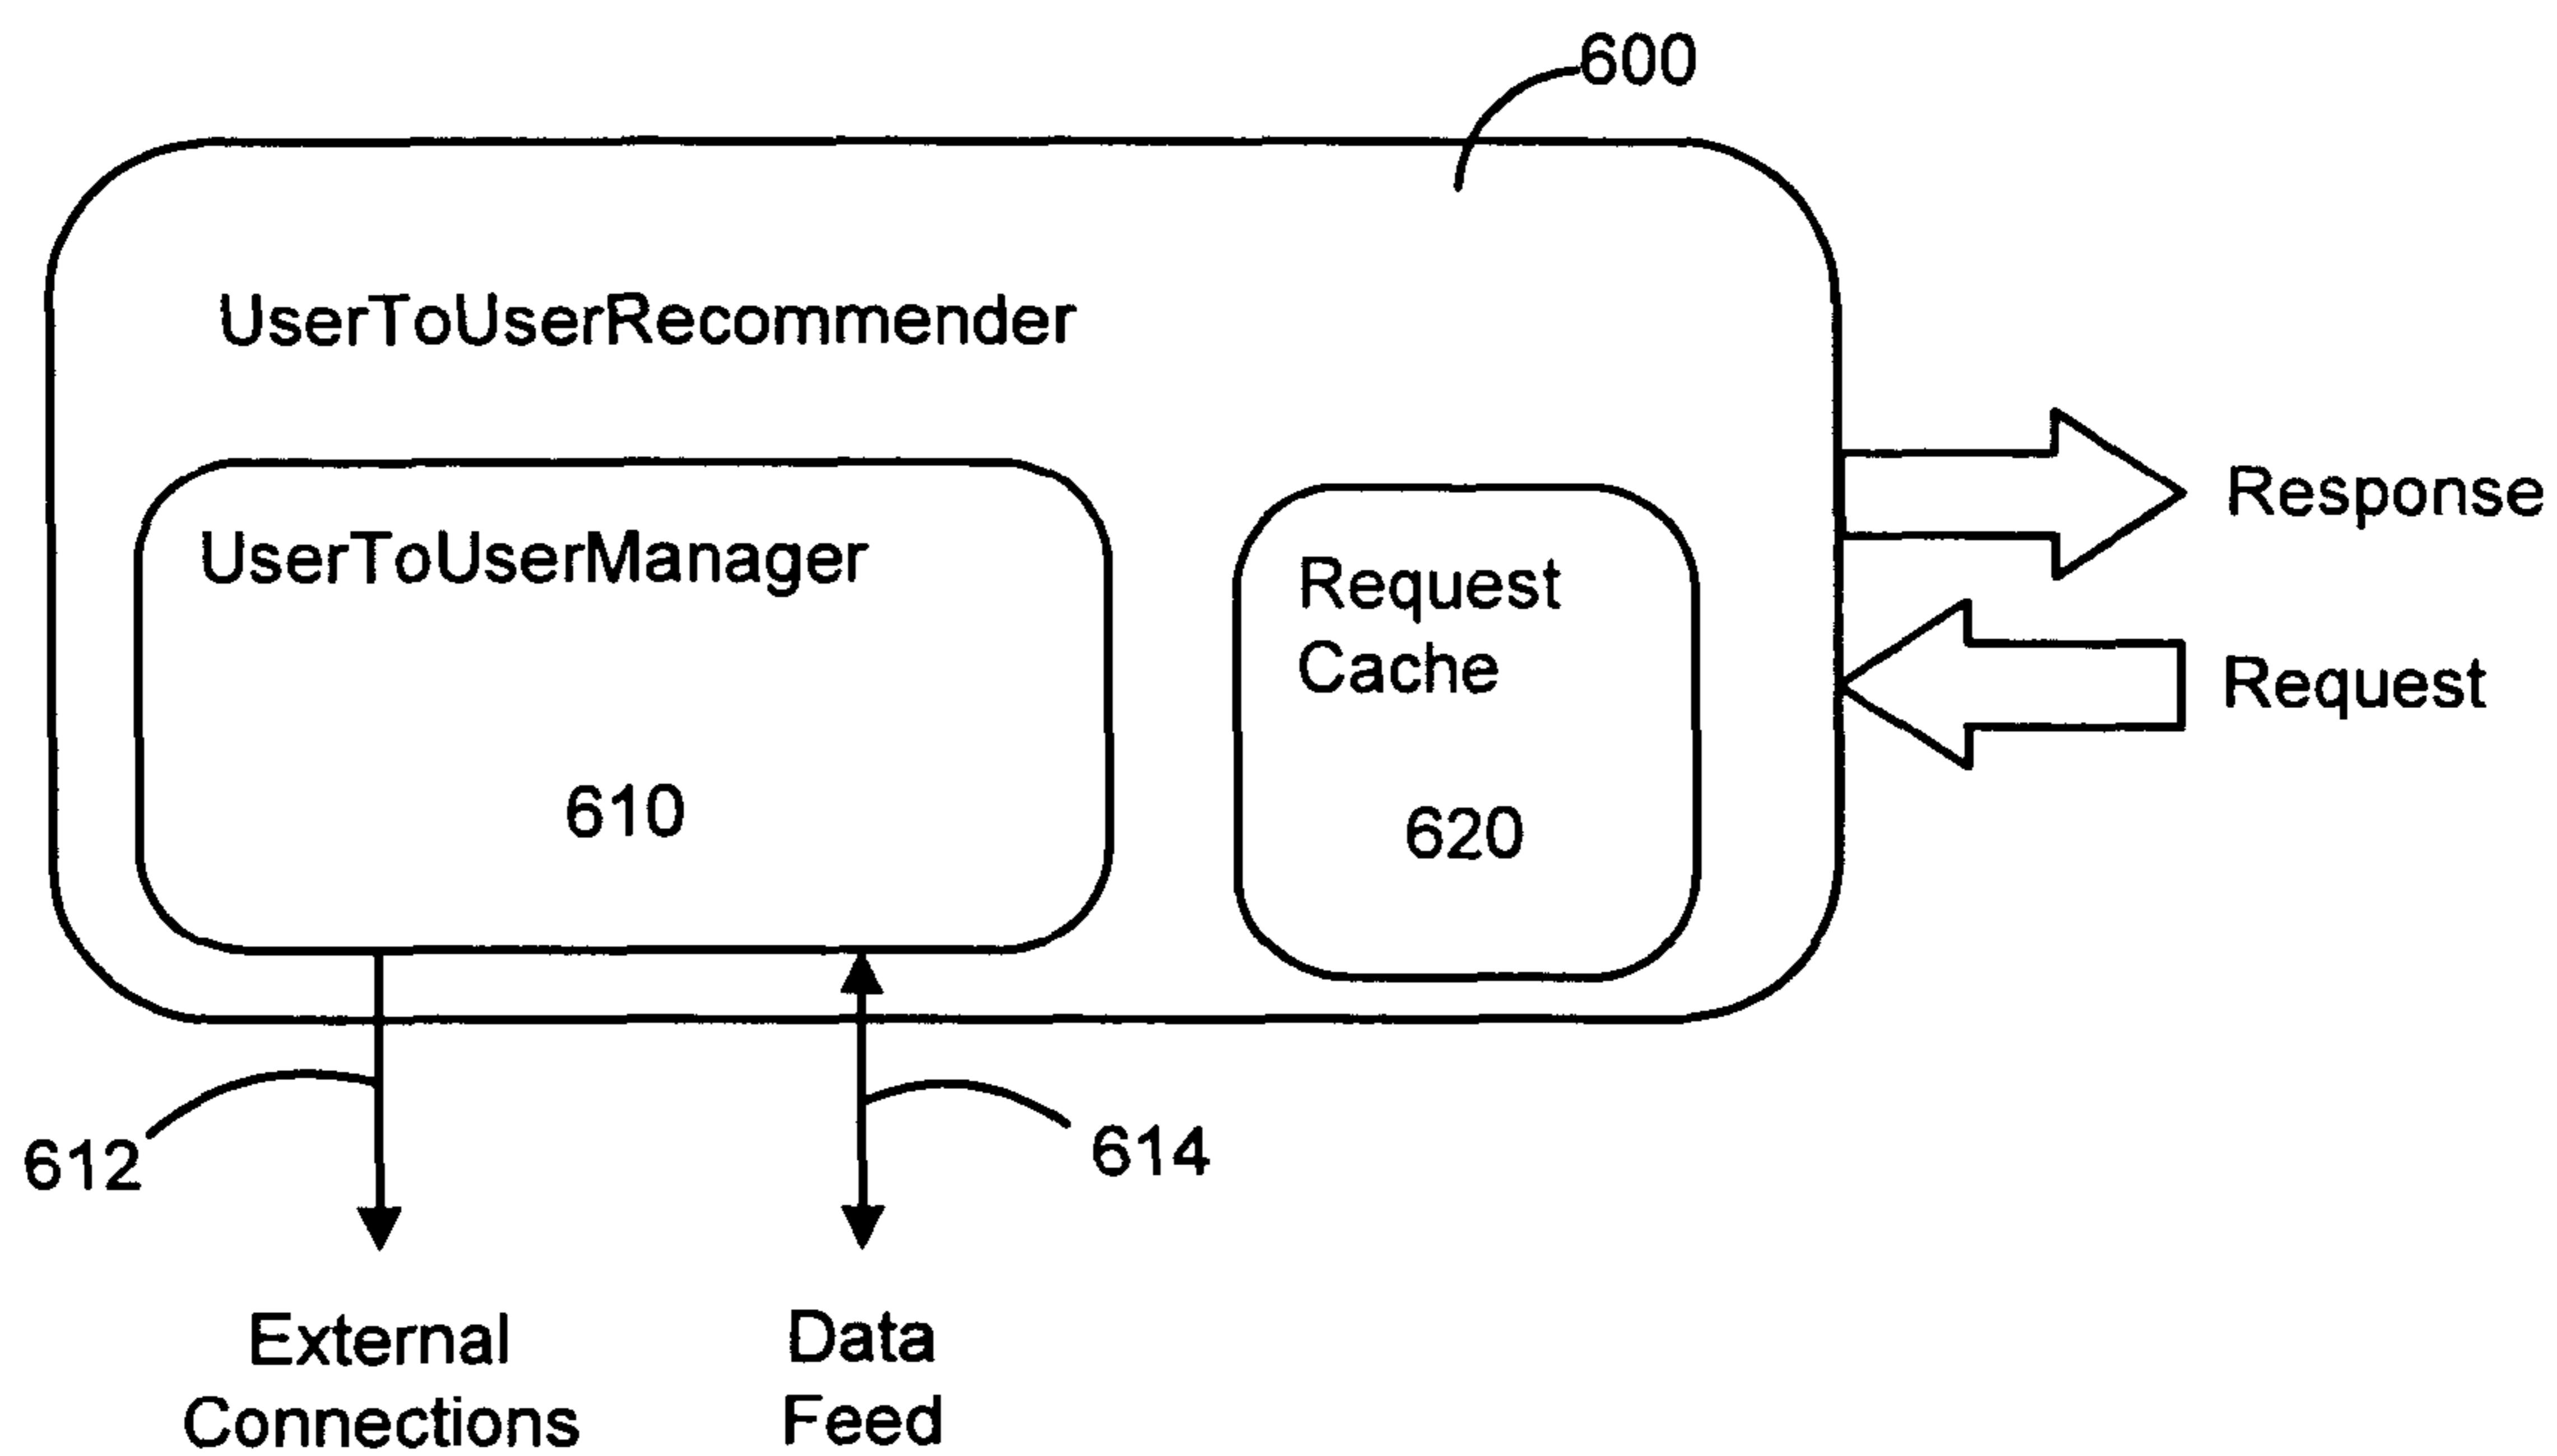 600
UserToUserRecommender
UserToUserManager
610
Request
Cache
620
Response
Request
612
614
External
Connections
Data
Feed